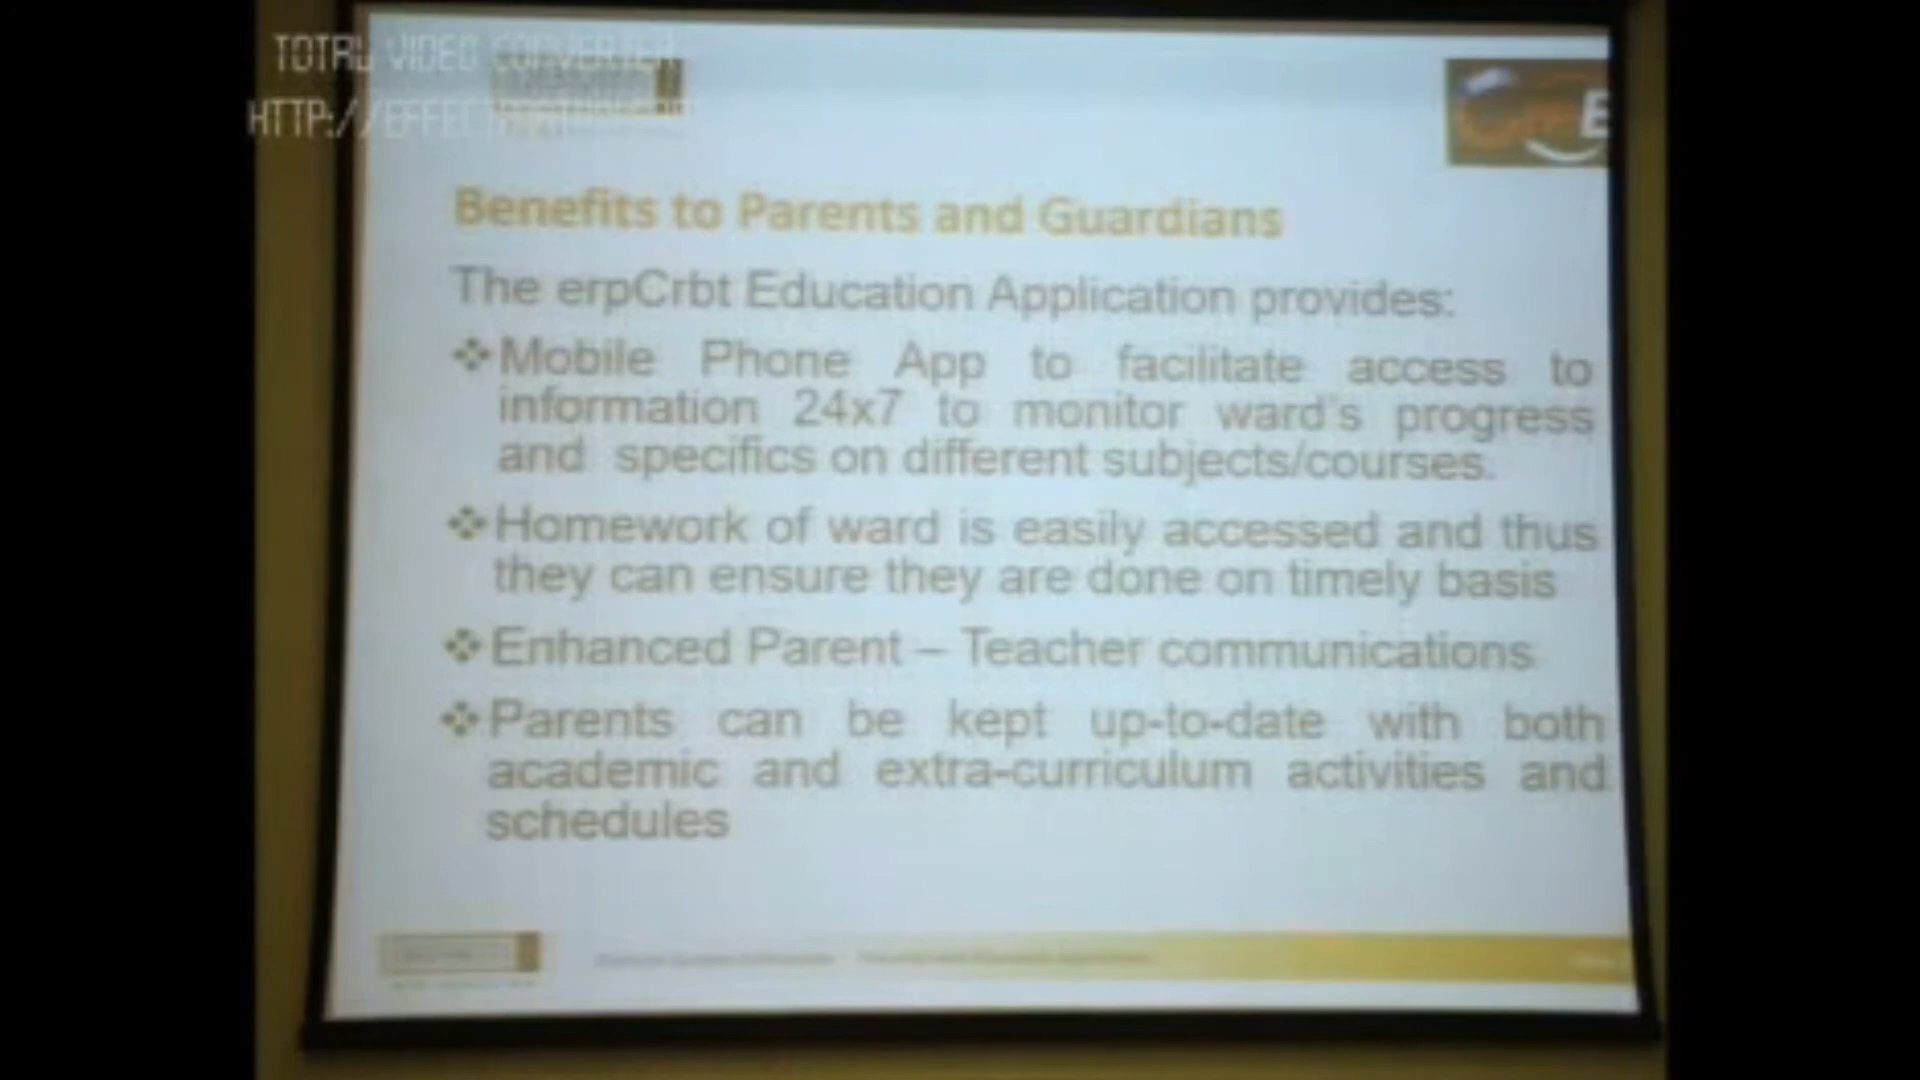 TOTAL VIDEO CONVERTER
HTTP://EFFECT
E
Benefits to Parents and Guardians
The erpCrbt Education Application provides:
❖Mobile Phone App to facilitate access to
information 24x7 to monitor ward's progress
and specifics on different subjects/courses.
❖Homework of ward is easily accessed and thus
they can ensure they are done on timely basis
❖Enhanced Parent – Teacher communications
❖Parents can be kept up-to-date with both
academic and extra-curriculum activities and
schedules